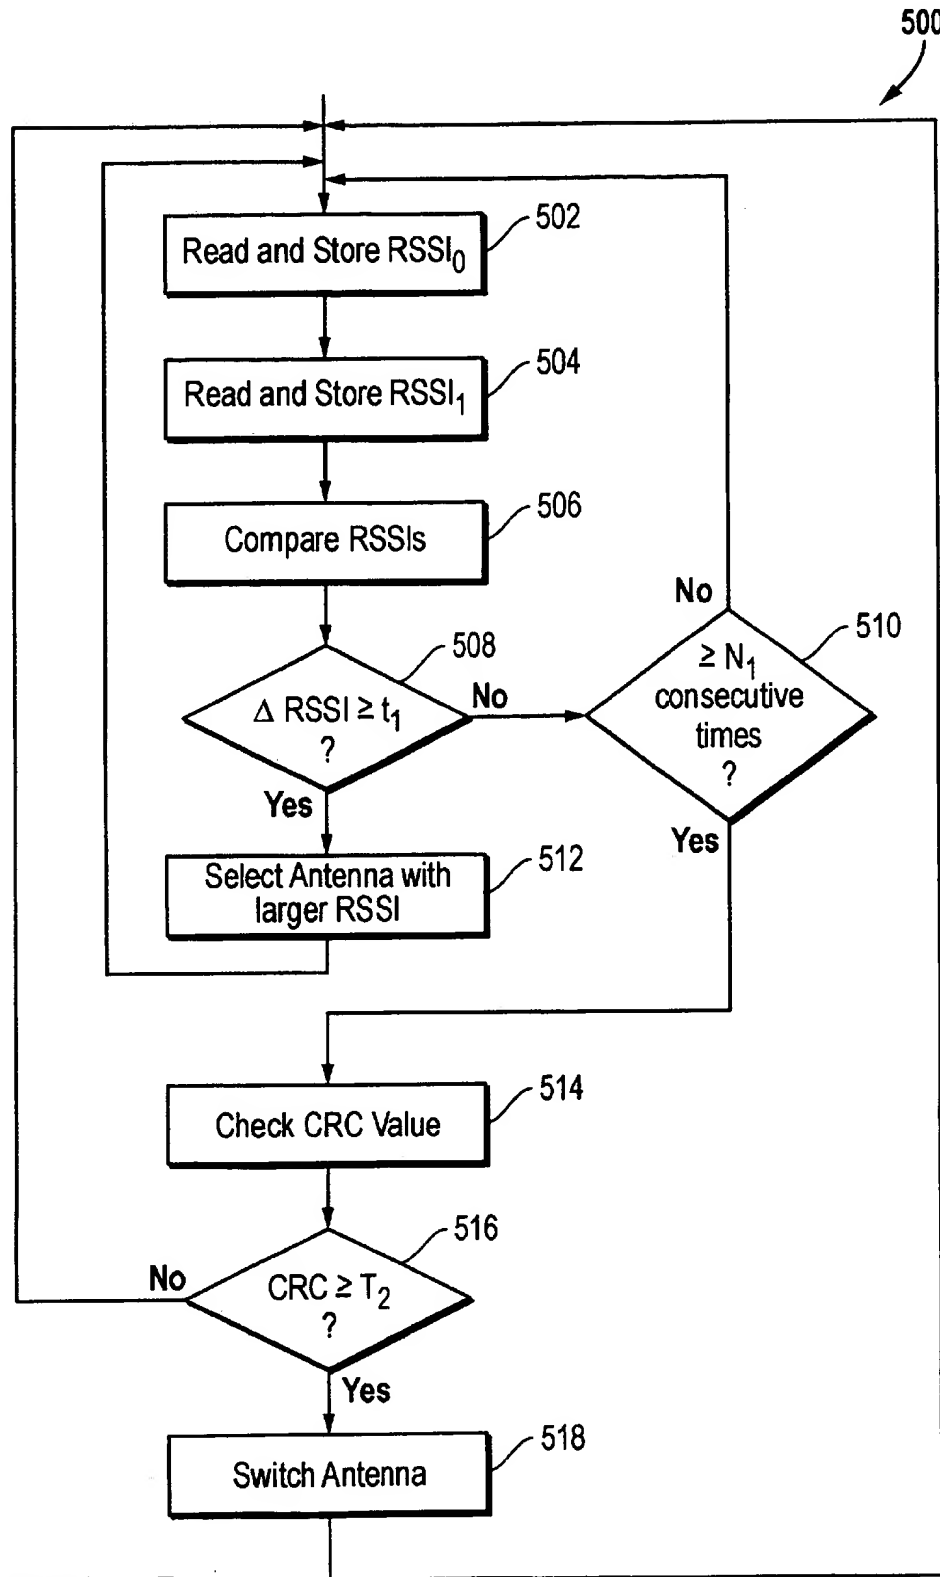 500
502
Read and Store RSSI0
504
Read and Store RSSI1
506
Compare RSSIs
508
Δ RSSI ≥ t1
?
No
Yes
510
No
≥ N1
consecutive
times
?
Yes
512
Select Antenna with
larger RSSI
514
Check CRC Value
516
No
CRC ≥ T2
?
Yes
518
Switch Antenna